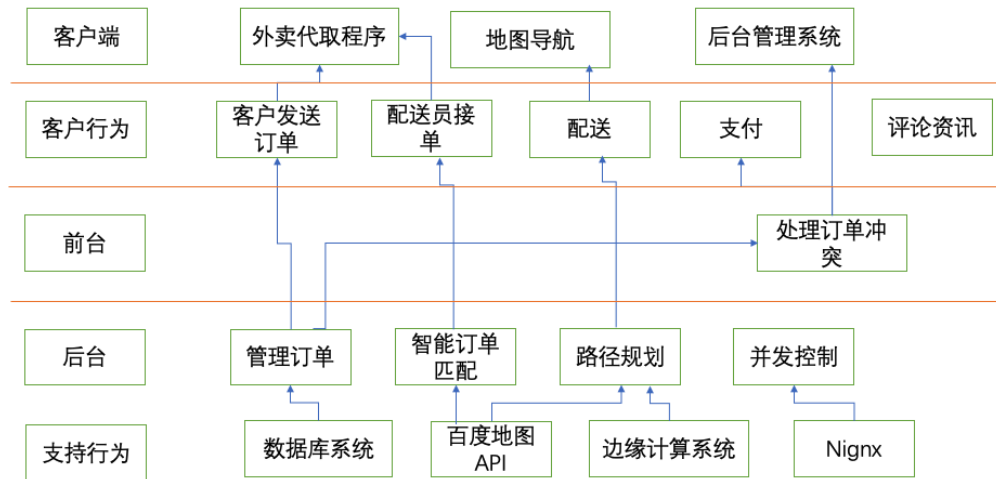 客户端
外卖代取程序
地图导航
后台管理系统
客户行为
客户发送
订单
配送员接
单
配送
支付
评论资讯
前台
处理订单冲
突
后台
管理订单
智能订单
匹配
路径规划
并发控制
支持行为
数据库系统
百度地图
API
边缘计算系统
Nignx